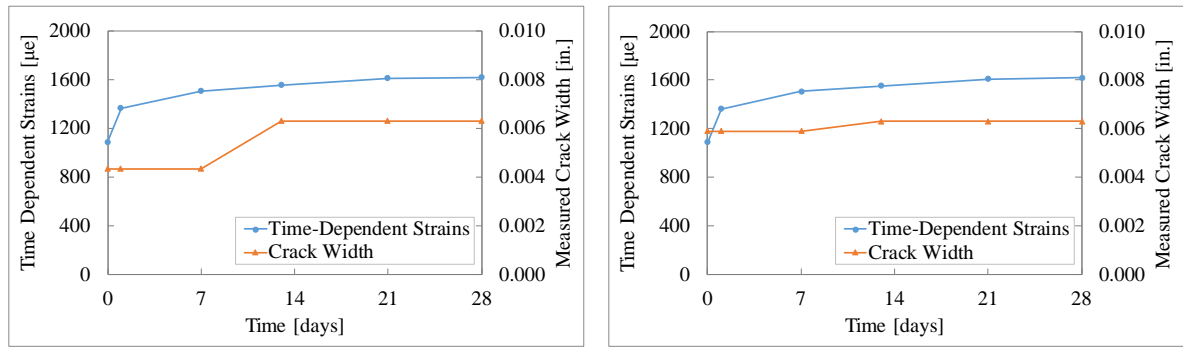 2000
1600
1200
800
400
0
Time Dependent Strains [µe]
0.010
0.008
0.006
0.004
0.002
0.000
Measured Crack Width [in.]
Time-Dependent Strains
Crack Width
0 7 14 21 28
Time [days]
2000
1600
1200
800
400
0
Time Dependent Strains [µe]
0.010
0.008
0.006
0.004
0.002
0.000
Measured Crack Width [in.]
Time-Dependent Strains
Crack Width
0 7 14 21 28
Time [days]